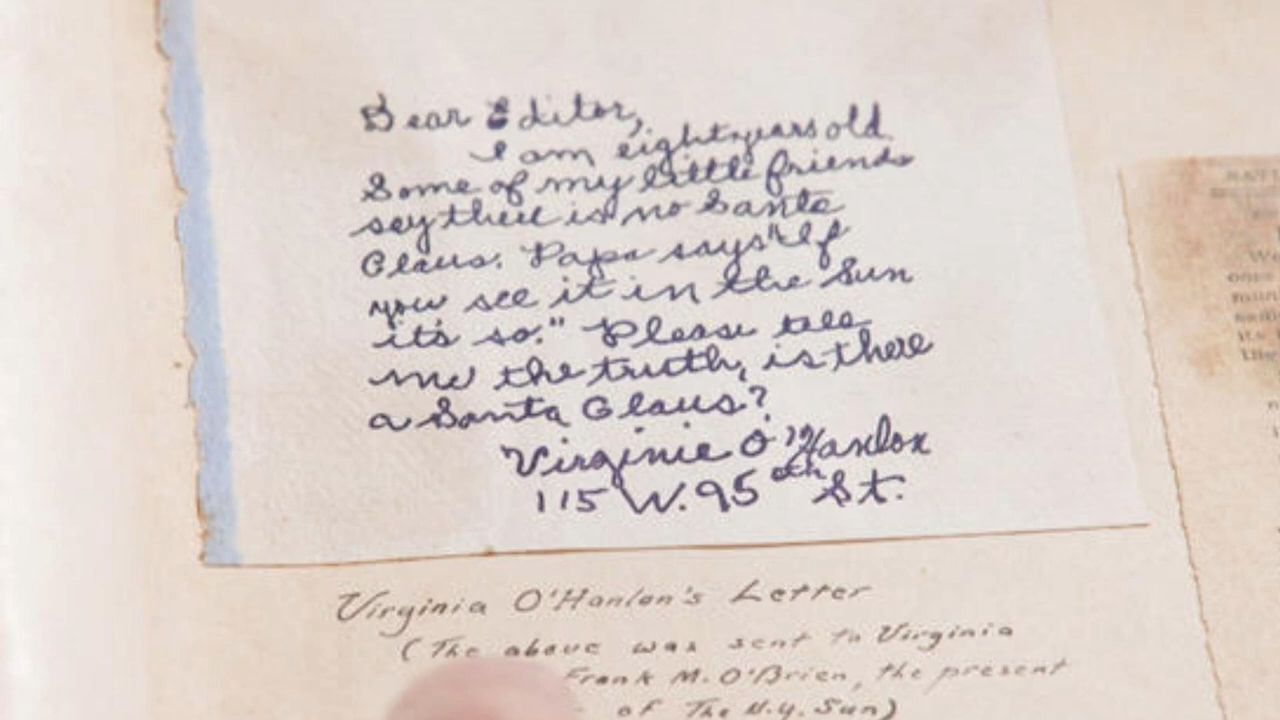 Dear Editor,
I am eight years old
Some of my little friends
say there is no Santa
Claus. Papa says "If
you see it in the Sun
it's so." Please tell
me the truth, is there
a Santa Claus?
Virginia O'Hanlon
115 W. 95th St.
Virginia O'Hanlon's Letter
(The above was sent to Virginia
Frank M. O'Brien, the present
of The N.Y. Sun)